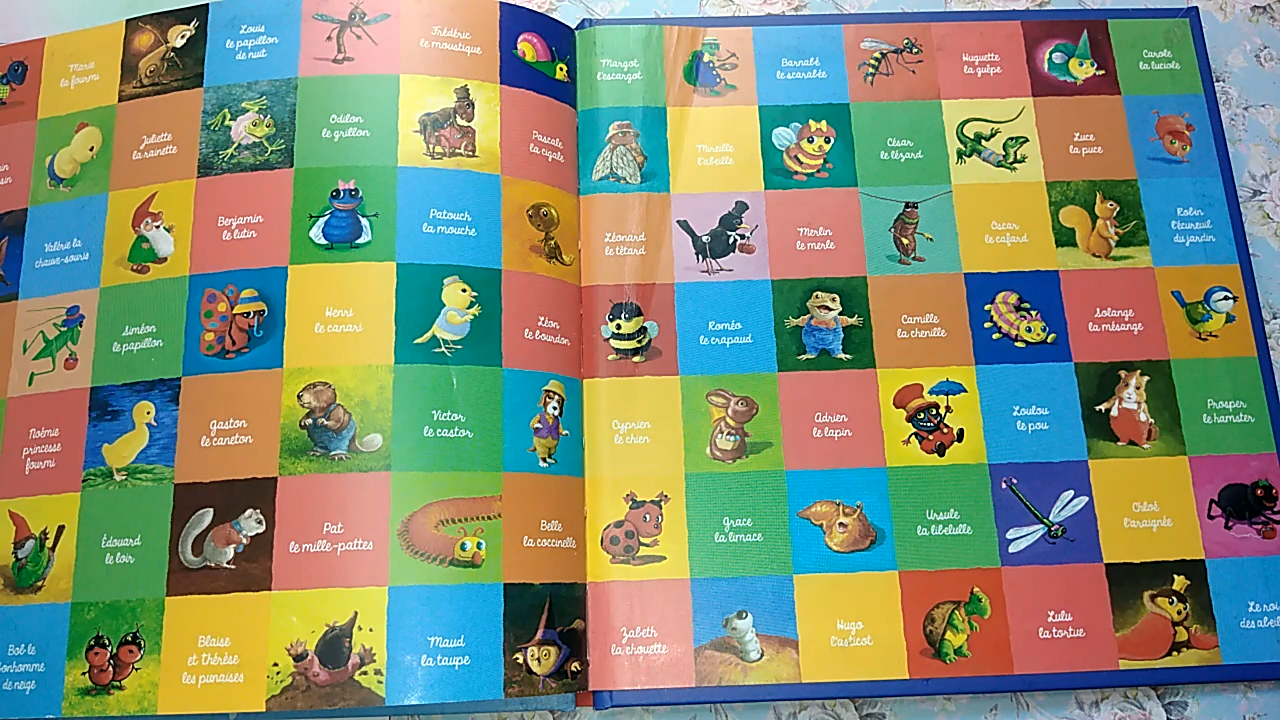 Marie
la fourmi
Louis
le papillon
de nuit
Frédéric
le moustique
Juliette
la rainette
Odilon
le grillon
Pascale
la cigale
Valérie la
chauve-souris
Benjamin
le lutin
Patouch
la mouche
Siméon
le papillon
Henri
le canari
Léon
le bourdon
Noémie
princesse
fourmi
Gaston
le caneton
Victor
le castor
Édouard
le loir
Pat
le mille-pattes
Belle
la coccinelle
Bob le
bonhomme
de neige
Blaise
et thérèse
les punaises
Maud
la taupe
Margot
l'escargot
Barnabé
le scarabée
Huguette
la guêpe
Carole
la luciole
Mireille
l'abeille
César
le lézard
Luce
la puce
Léonard
le têtard
Merlin
le merle
Oscar
le cafard
Robin
l'écureuil
du jardin
Roméo
le crapaud
Camille
la chenille
Solange
la mésange
Cyprien
le chien
Adrien
le lapin
Loulou
le pou
Prosper
le hamster
Grace
la limace
Ursule
la libellule
Chloé
l'araignée
Zabeth
la chouette
Hugo
l'asticot
Lulu
la tortue
Le roi